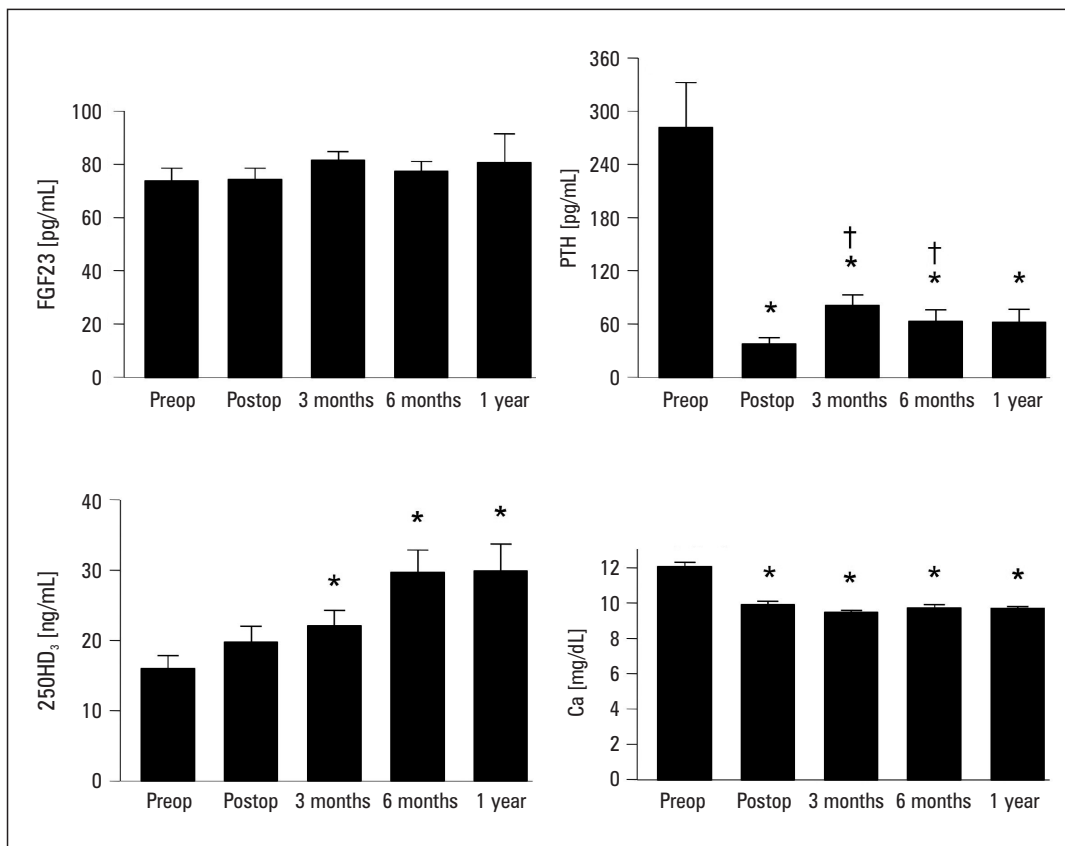 FGF23 [pg/mL]
100
80
60
40
20
0
Preop Postop 3 months 6 months 1 year
PTH [pg/mL]
360
300
240
180
120
60
0
† †
* * * *
Preop Postop 3 months 6 months 1 year
250HD₃ [ng/mL]
40
30
20
10
0
* * *
Preop Postop 3 months 6 months 1 year
Ca [mg/dL]
12
10
8
6
4
2
0
* * * *
Preop Postop 3 months 6 months 1 year